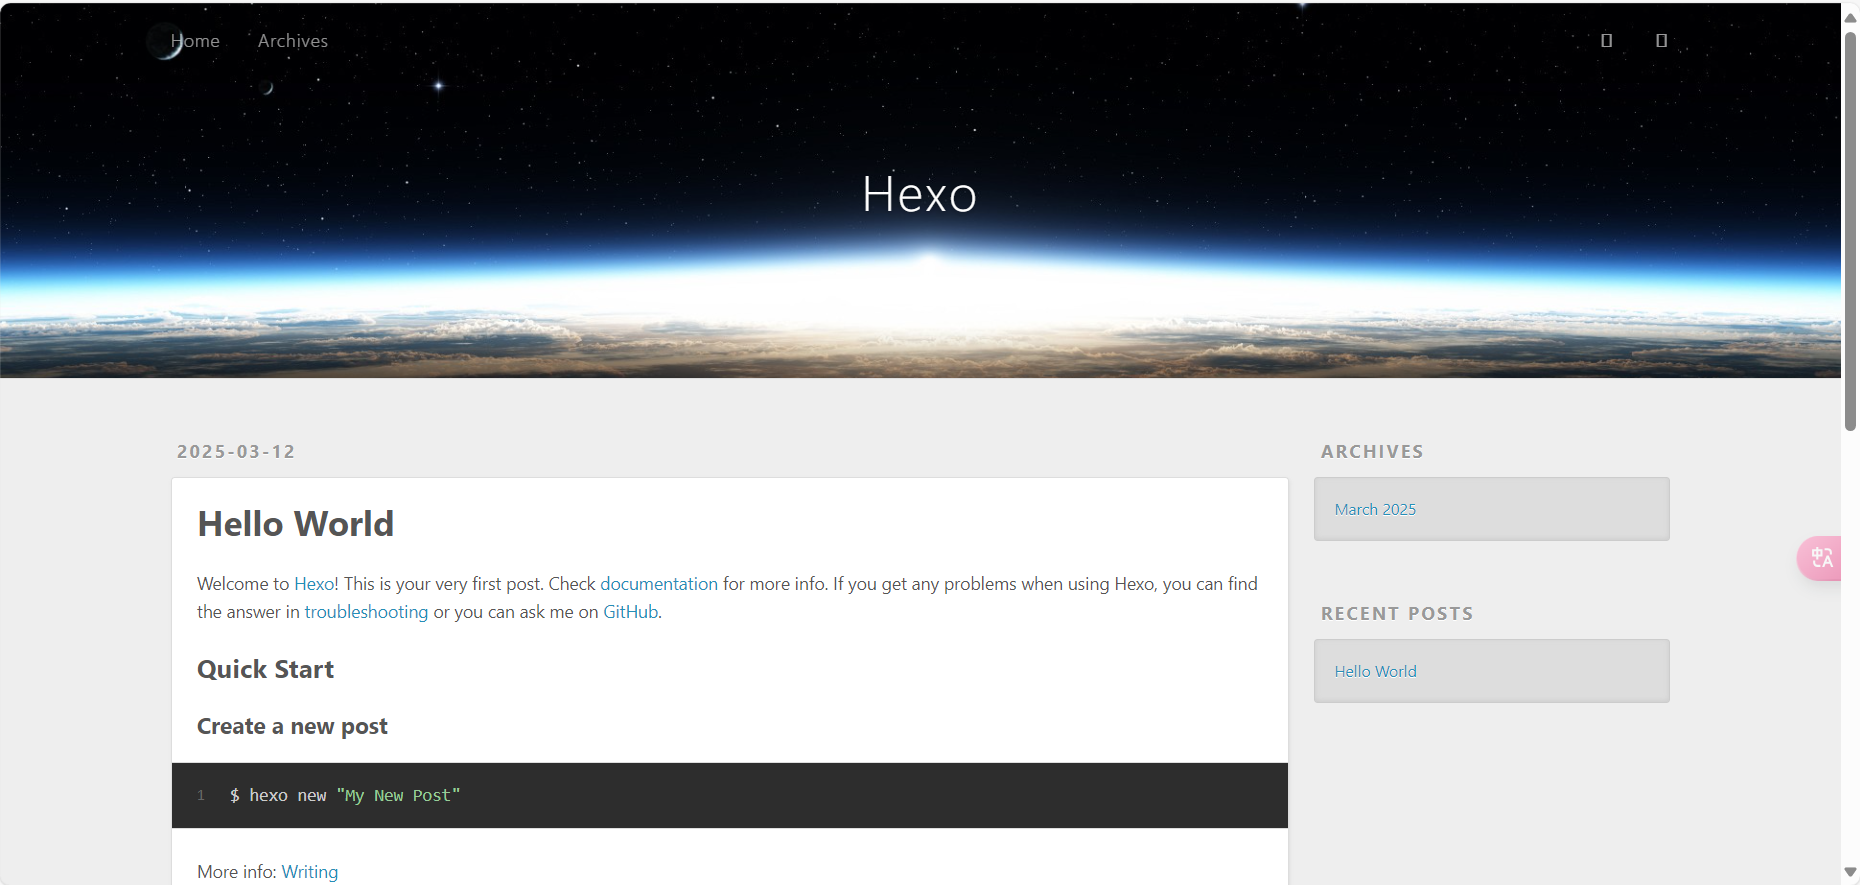 Home Archives
Hexo
2025-03-12
Hello World
Welcome to Hexo! This is your very first post. Check documentation for more info. If you get any problems when using Hexo, you can find
the answer in troubleshooting or you can ask me on GitHub.
Quick Start
Create a new post
1 $ hexo new "My New Post"
More info: Writing
ARCHIVES
March 2025
RECENT POSTS
Hello World
中A